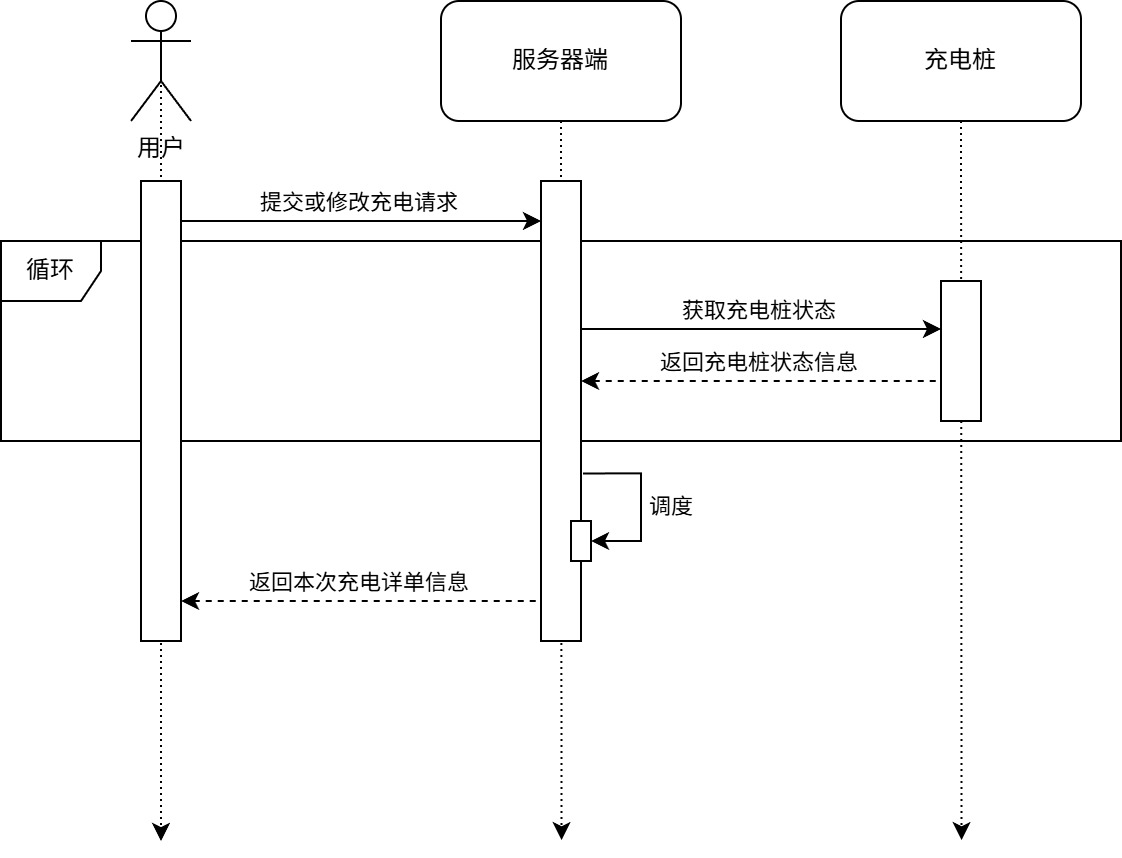 服务器端
充电桩
用户
提交或修改充电请求
循环
获取充电桩状态
返回充电桩状态信息
调度
返回本次充电详单信息